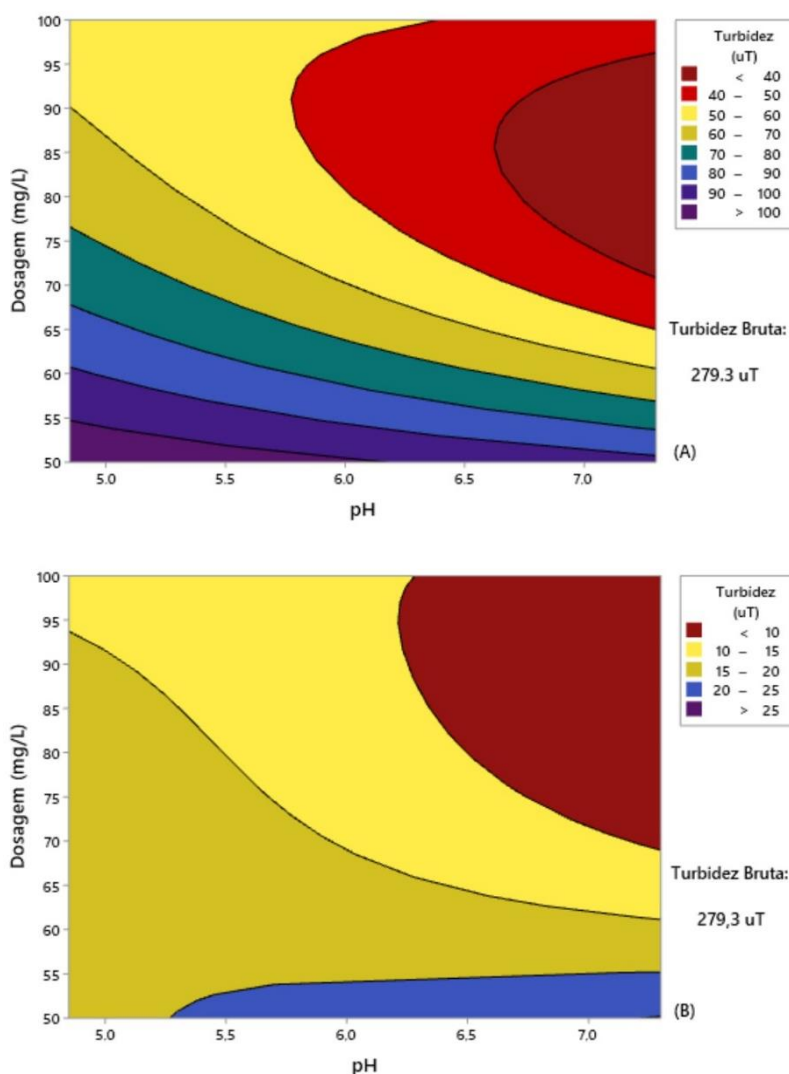 Turbidez
(uT)
< 40
40 – 50
50 – 60
60 – 70
70 – 80
80 – 90
90 – 100
> 100
100
95
90
85
80
75
70
65
60
55
50
Dosagem (mg/L)
5.0
5.5
6.0
6.5
7.0
pH
Turbidez Bruta:
279.3 uT
(A)
Turbidez
(uT)
< 10
10 – 15
15 – 20
20 – 25
> 25
100
95
90
85
80
75
70
65
60
55
50
Dosagem (mg/L)
5.0
5,5
6,0
6,5
7,0
pH
Turbidez Bruta:
279,3 uT
(B)